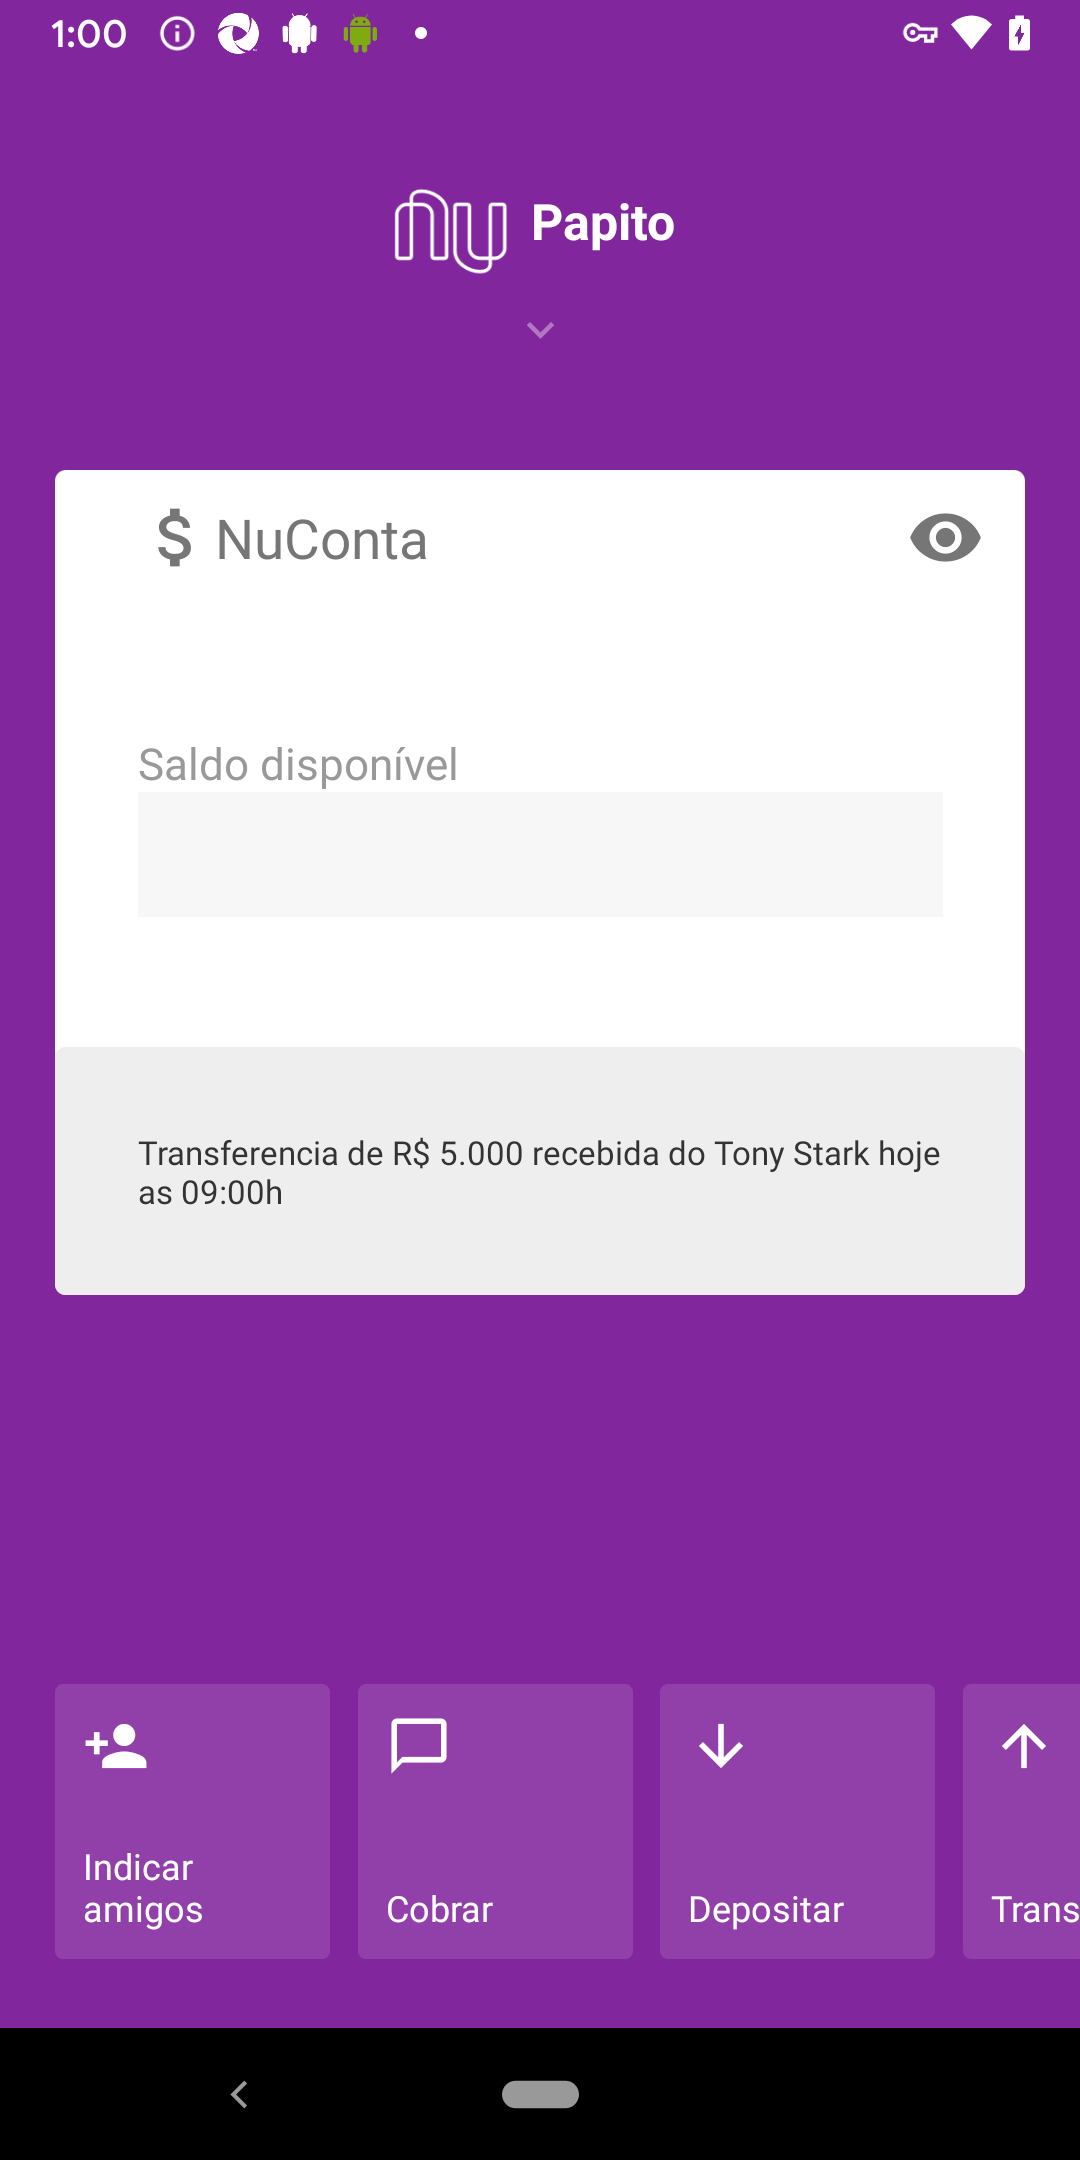 1:00
nu Papito
$ NuConta
Saldo disponível
Transferencia de R$ 5.000 recebida do Tony Stark hoje
as 09:00h
Indicar
amigos
Cobrar
Depositar
Trans